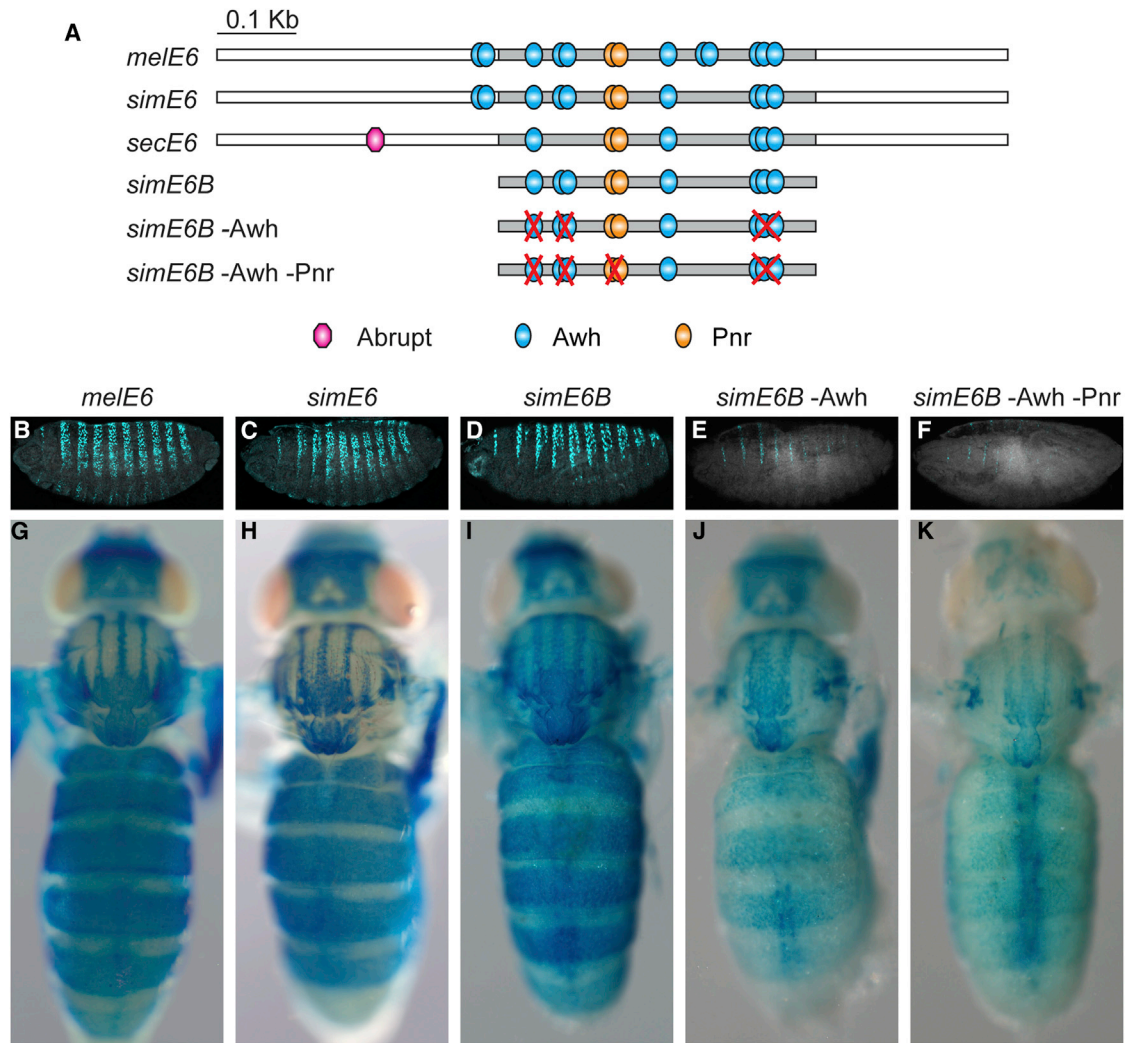 A
0.1 Kb
melE6
simE6
secE6
simE6B
simE6B -Awh
simE6B -Awh -Pnr
Abrupt
Awh
Pnr
melE6
simE6
simE6B
simE6B -Awh
simE6B -Awh -Pnr
B
C
D
E
F
G
H
I
J
K